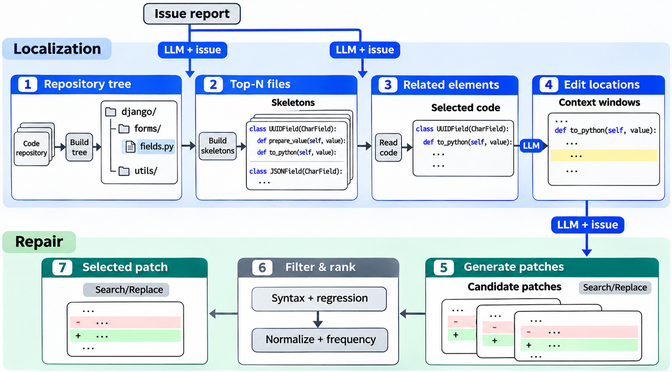 Issue report
Localization
LLM + issue
LLM + issue
1 Repository tree
Code
repository
Build
tree
django/
forms/
fields.py
utils/
2 Top-N files
Skeletons
Build
skeletons
class UUIDField(CharField):
def prepare_value(self, value):
def to_python(self, value):
class JSONField(CharField):
...
3 Related elements
Selected code
Read
code
class UUIDField(CharField):
def to_python(self, value):
...
LLM
4 Edit locations
Context windows
...
def to_python(self, value):
...
...
...
LLM + issue
Repair
7 Selected patch
Search/Replace
...
- ...
+ ...
...
6 Filter & rank
Syntax + regression
Normalize + frequency
5 Generate patches
Candidate patches
Search/Replace
...
- ...
+ ...
...
...
- ...
+ ...
...
...
- ...
+ ...
...